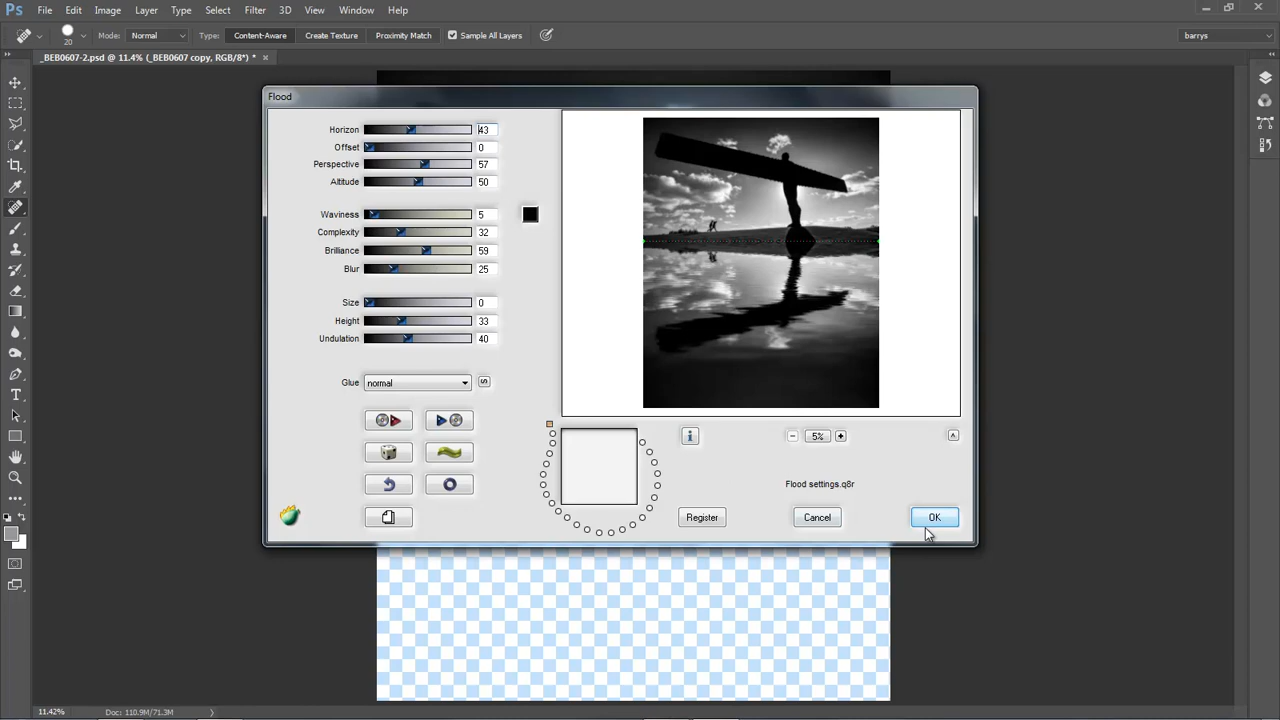 Ps File Edit Image Layer Type Select Filter 3D View Window Help
20 Mode: Normal Type: Content-Aware Create Texture Proximity Match Sample All Layers barrys
_BEB0607-2.psd @ 11.4% (_BEB0607 copy, RGB/8*) * ×
Flood
Horizon 43
Offset 0
Perspective 57
Altitude 50
Waviness 5
Complexity 32
Brilliance 59
Blur 25
Size 0
Height 33
Undulation 40
Glue normal S
5%
Flood settings.q8r
Register Cancel OK
11.42% Doc: 110.9M/71.3M